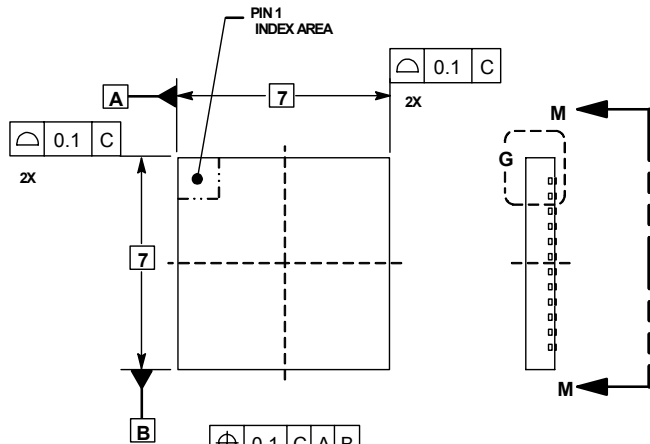 PIN 1
INDEX AREA
⌓ 0.1 C
2X
A
7
M
⌓ 0.1 C
2X
G
7
M
B
⌖ 0.1 C A B